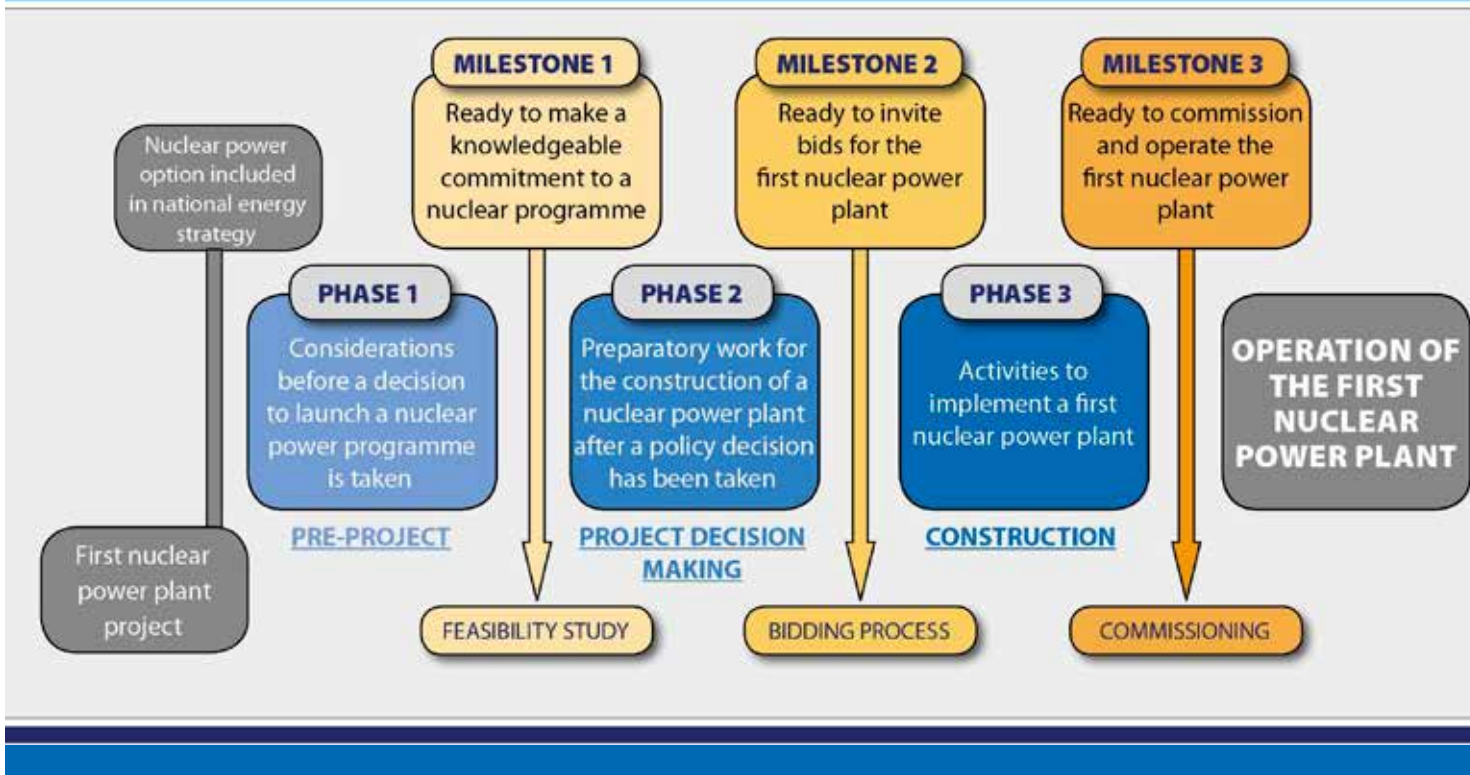 MILESTONE 1
Ready to make a
knowledgeable
commitment to a
nuclear programme
MILESTONE 2
Ready to invite
bids for the
first nuclear power
plant
MILESTONE 3
Ready to commission
and operate the
first nuclear power
plant
Nuclear power
option included
in national energy
strategy
PHASE 1
Considerations
before a decision
to launch a nuclear
power programme
is taken
PRE-PROJECT
PHASE 2
Preparatory work for
the construction of a
nuclear power plant
after a policy decision
has been taken
PROJECT DECISION
MAKING
PHASE 3
Activities to
implement a first
nuclear power plant
CONSTRUCTION
OPERATION OF
THE FIRST
NUCLEAR
POWER PLANT
First nuclear
power plant
project
FEASIBILITY STUDY
BIDDING PROCESS
COMMISSIONING